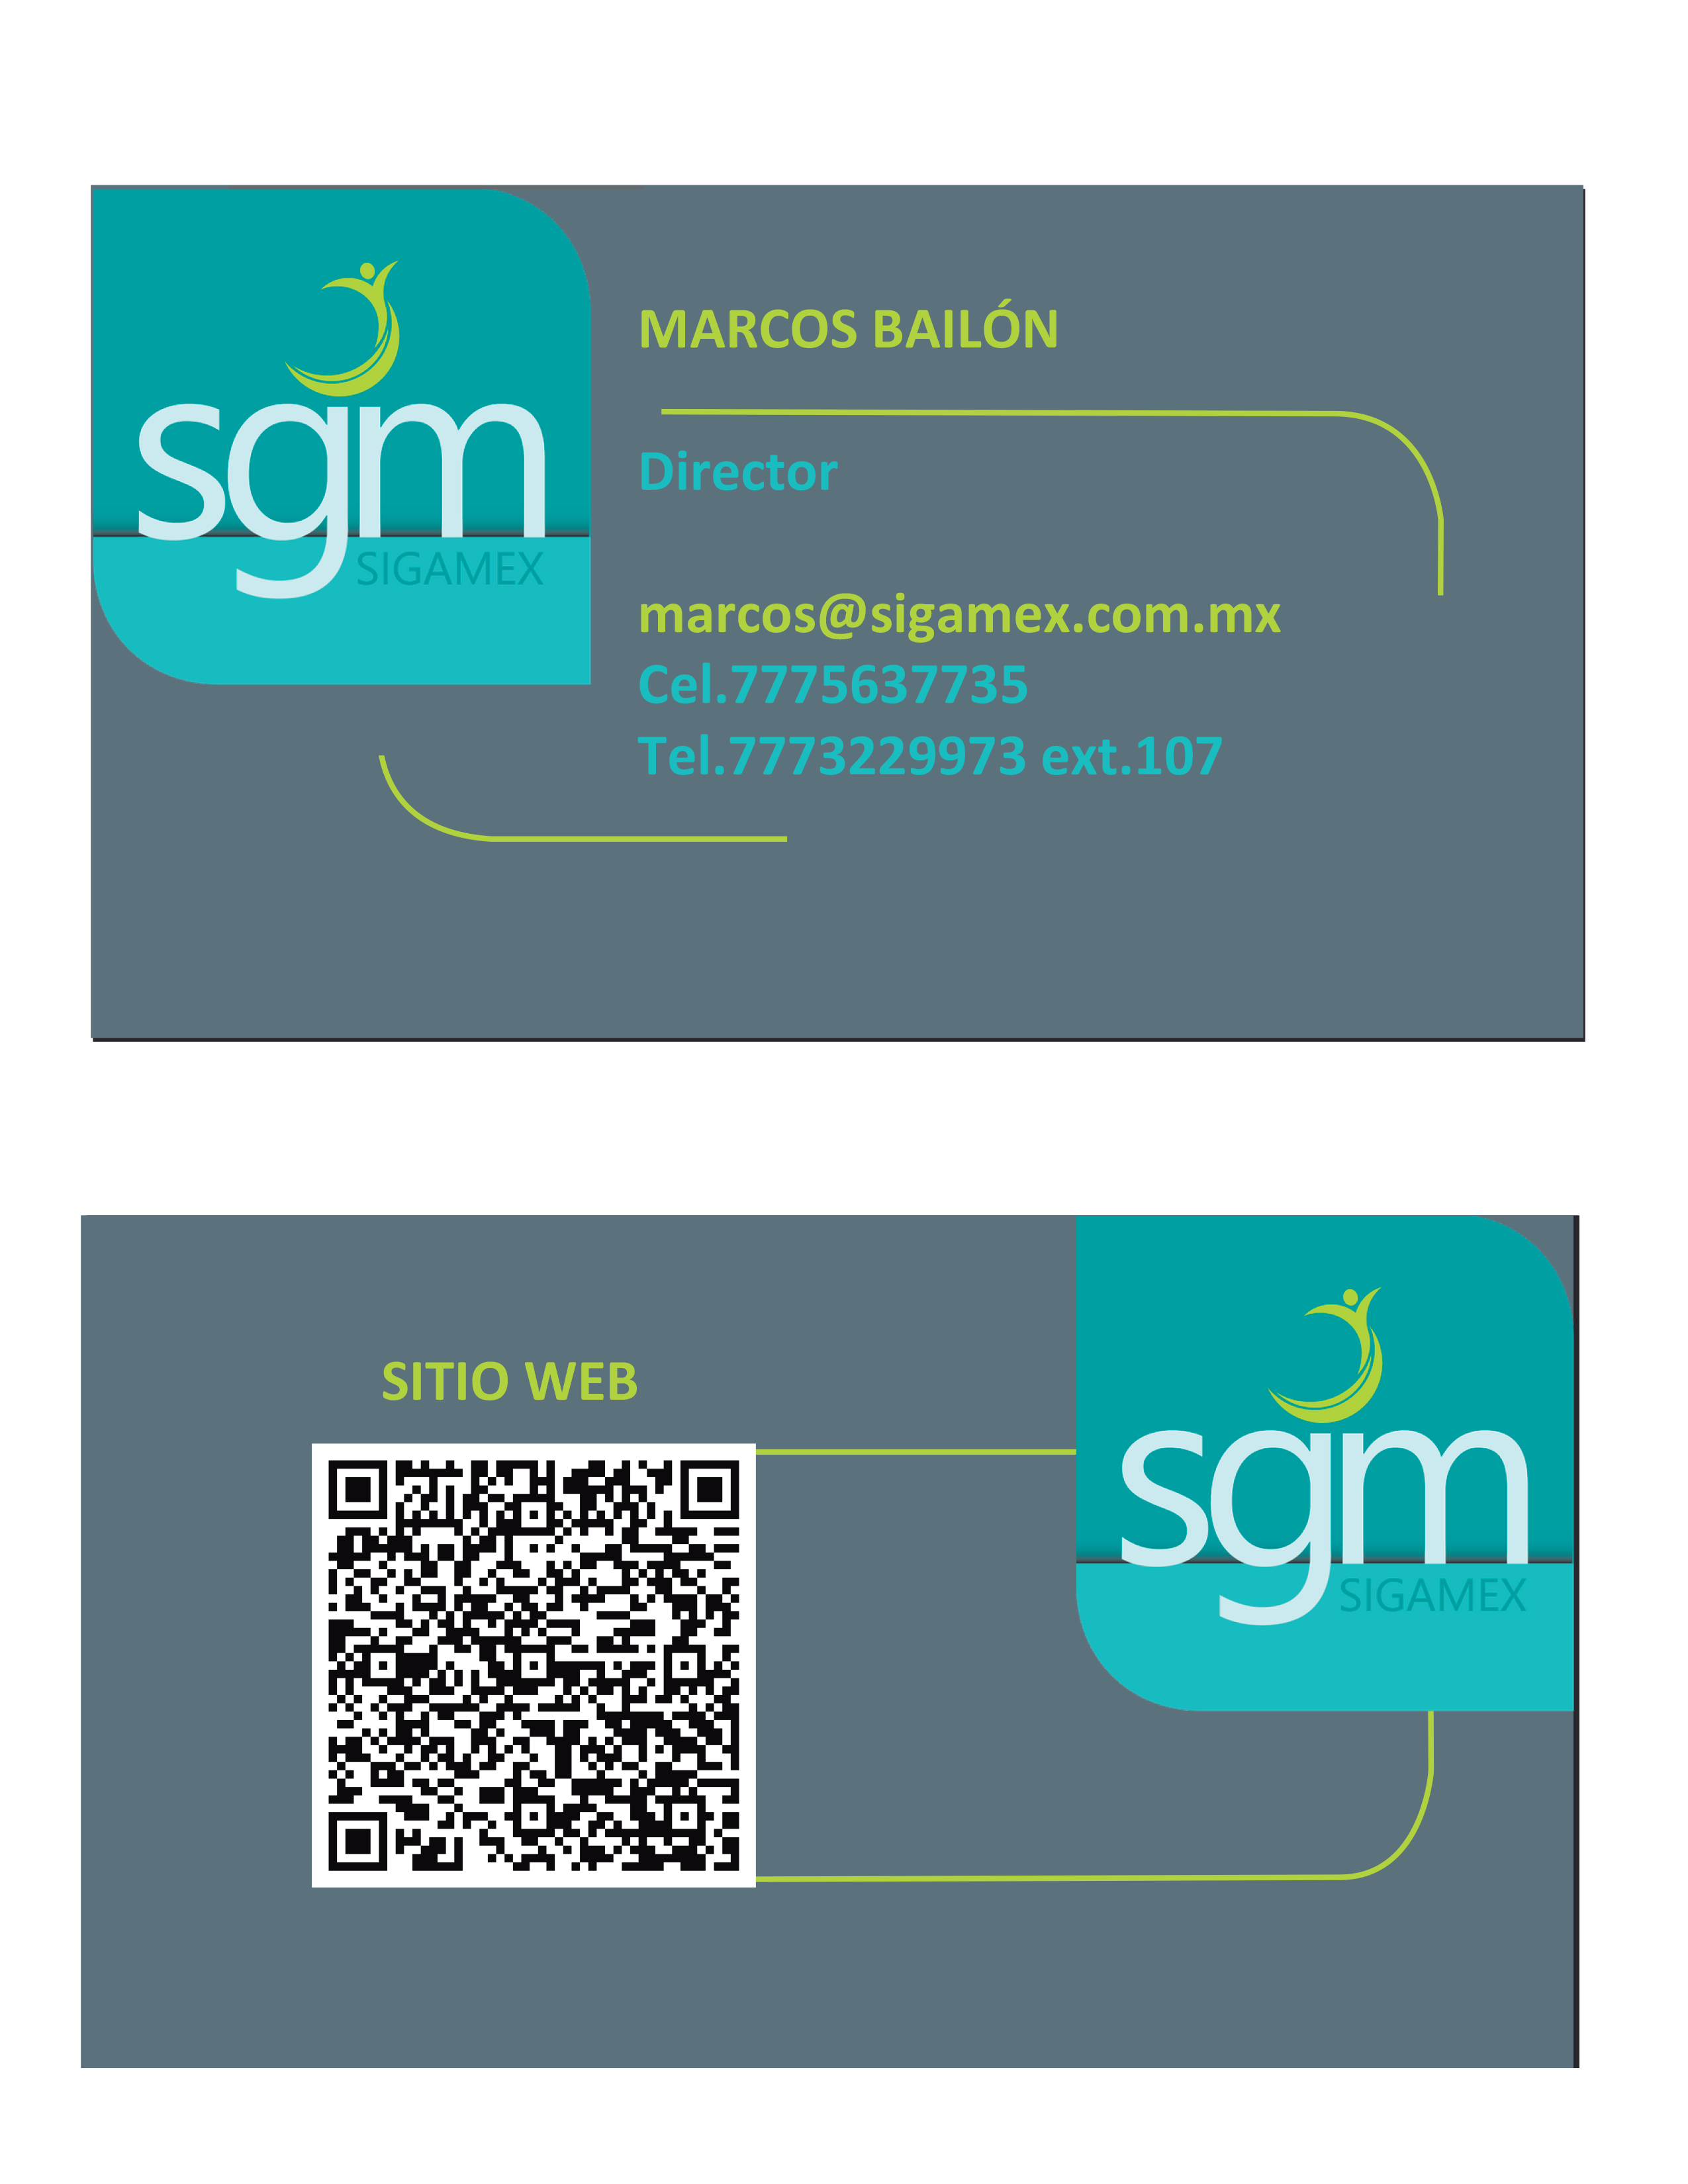 sgm
SIGAMEX
MARCOS BAILÓN
Director
marcos@sigamex.com.mx
Cel.7775637735
Tel.7773229973 ext.107
SITIO WEB
sgm
SIGAMEX